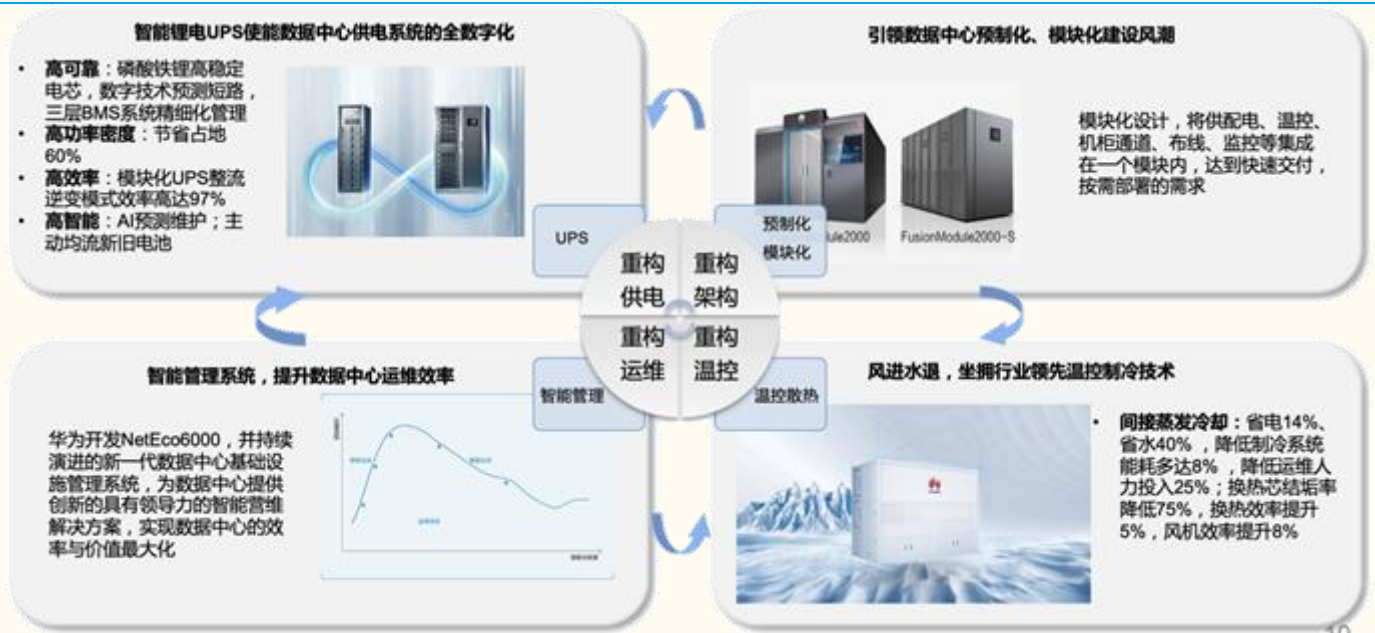 智能锂电UPS使能数据中心供电系统的全数字化
• 高可靠：磷酸铁锂高稳定
电芯，数字技术预测短路，
三层BMS系统精细化管理
• 高功率密度：节省占地
60%
• 高效率：模块化UPS整流
逆变模式效率高达97%
• 高智能：AI预测维护；主
动均流新旧电池
UPS
引领数据中心预制化、模块化建设风潮
模块化设计，将供配电、温控、
机柜通道、布线、监控等集成
在一个模块内，达到快速交付，
按需部署的需求
预制化
模块化
ule2000
FusionModule2000-S
重构
供电
重构
架构
重构
运维
重构
温控
智能管理系统，提升数据中心运维效率
华为开发NetEco6000，并持续
演进的新一代数据中心基础设
施管理系统，为数据中心提供
创新的具有领导力的智能营维
解决方案，实现数据中心的效
率与价值最大化
智能管理
风进水退，坐拥行业领先温控制冷技术
温控散热
• 间接蒸发冷却：省电14%、
省水40%，降低制冷系统
能耗多达8%，降低运维人
力投入25%；换热芯结垢率
降低75%，换热效率提升
5%，风机效率提升8%